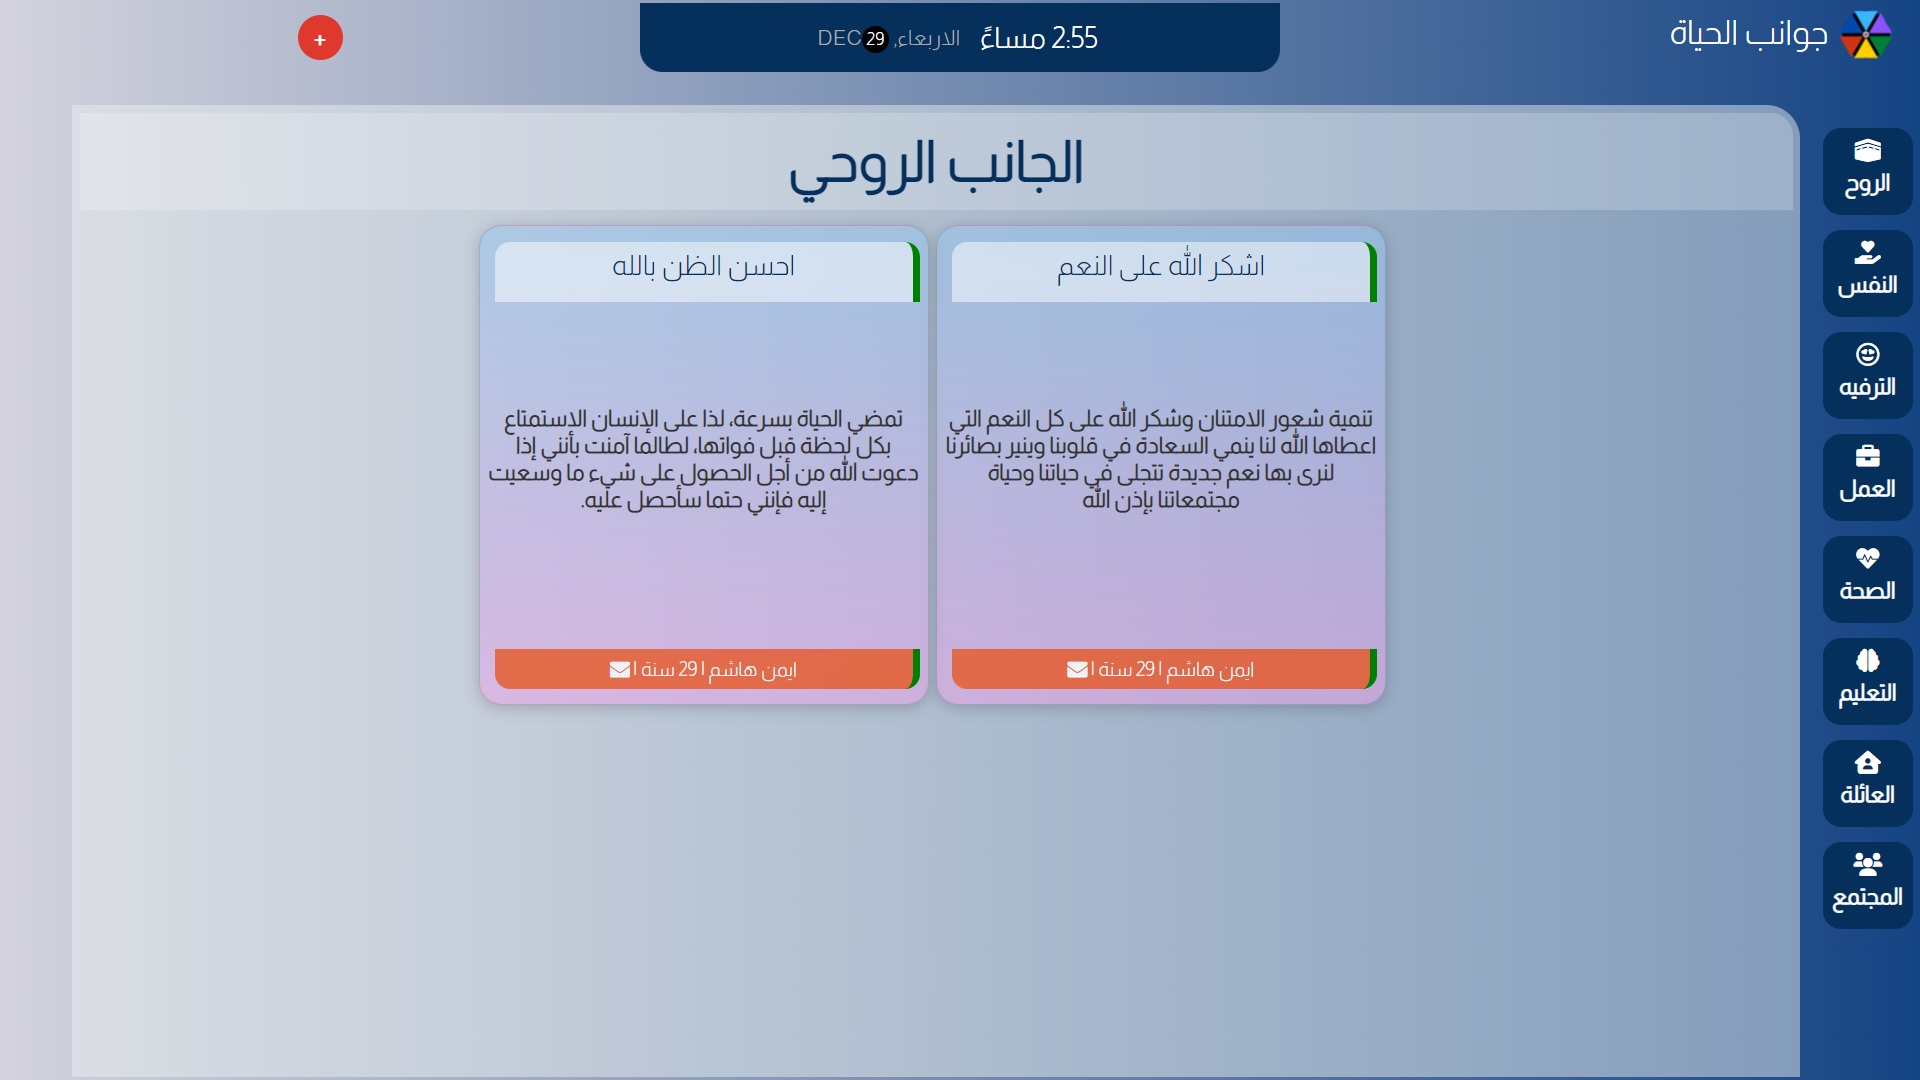 جوانب الحياة
2:55 مساءً
الاربعاء, 29 DEC
+
الروح
النفس
الترفيه
العمل
الصحة
التعليم
العائلة
المجتمع
الجانب الروحي
اشكر الله على النعم
تنمية شعور الامتنان وشكر الله على كل النعم التي
اعطاها الله لنا ينمي السعادة في قلوبنا وينير بصائرنا
لنرى بها نعم جديدة تتجلى في حياتنا وحياة
مجتمعاتنا بإذن الله
ايمن هاشم | 29 سنة |
احسن الظن بالله
تمضي الحياة بسرعة، لذا على الإنسان الاستمتاع
بكل لحظة قبل فواتها، لطالما آمنت بأنني إذا
دعوت الله من أجل الحصول على شيء ما وسعيت
إليه فإنني حتما سأحصل عليه.
ايمن هاشم | 29 سنة |